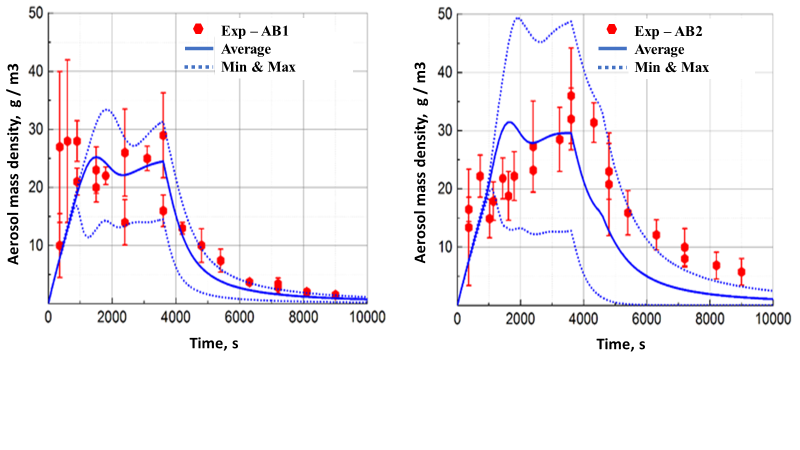 50
40
30
20
10
0
2000
4000
6000
8000
10000
Time, s
Aerosol mass density, g / m3
Exp – AB1
Average
Min & Max
50
40
30
20
10
0
2000
4000
6000
8000
10000
Time, s
Aerosol mass density, g / m3
Exp – AB2
Average
Min & Max